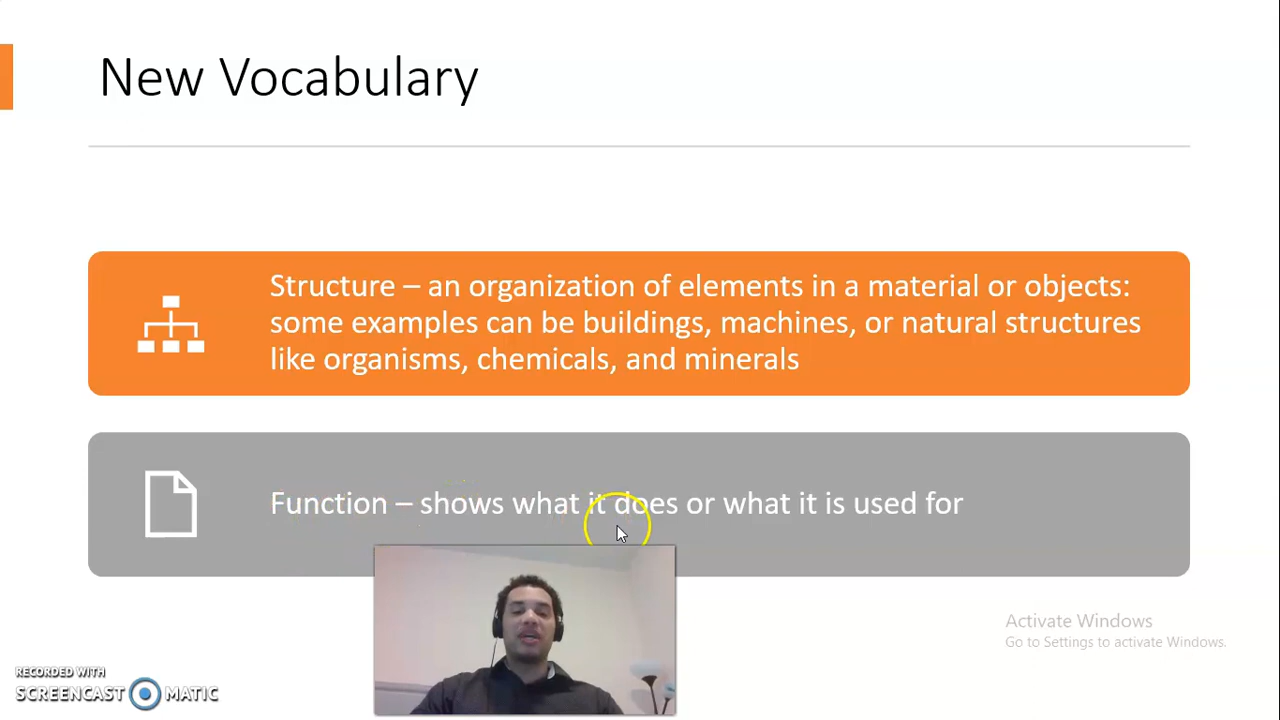 New Vocabulary
Structure – an organization of elements in a material or objects:
some examples can be buildings, machines, or natural structures
like organisms, chemicals, and minerals
Function – shows what it does or what it is used for
Activate Windows
Go to Settings to activate Windows.
RECORDED WITH
SCREENCAST MATIC